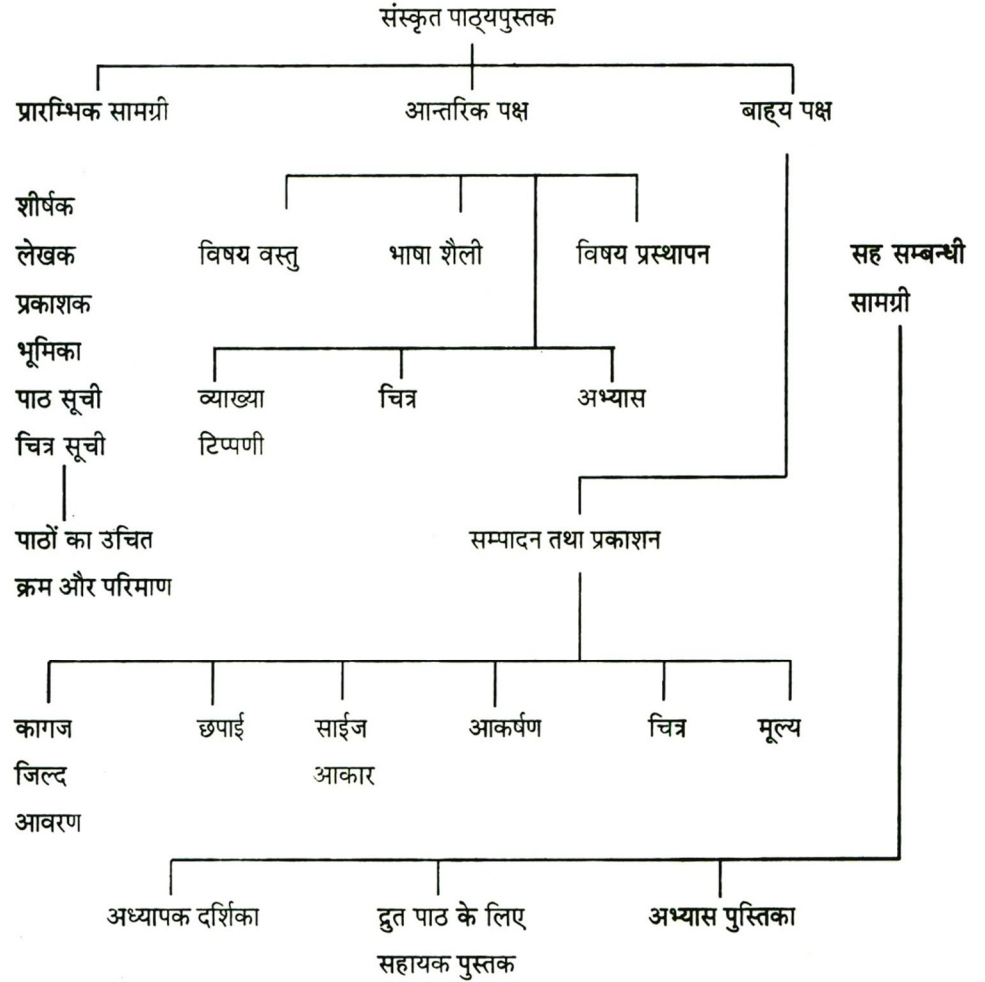 संस्कृत पाठ्यपुस्तक
प्रारम्भिक सामग्री
आन्तरिक पक्ष
बाह्य पक्ष
शीर्षक
लेखक
प्रकाशक
भूमिका
पाठ सूची
चित्र सूची
पाठों का उचित
क्रम और परिमाण
विषय वस्तु
भाषा शैली
विषय प्रस्थापन
व्याख्या
टिप्पणी
चित्र
अभ्यास
सह सम्बन्धी
सामग्री
सम्पादन तथा प्रकाशन
कागज
जिल्द
आवरण
छपाई
साईज
आकार
आकर्षण
चित्र
मूल्य
अध्यापक दर्शिका
द्रुत पाठ के लिए
सहायक पुस्तक
अभ्यास पुस्तिका